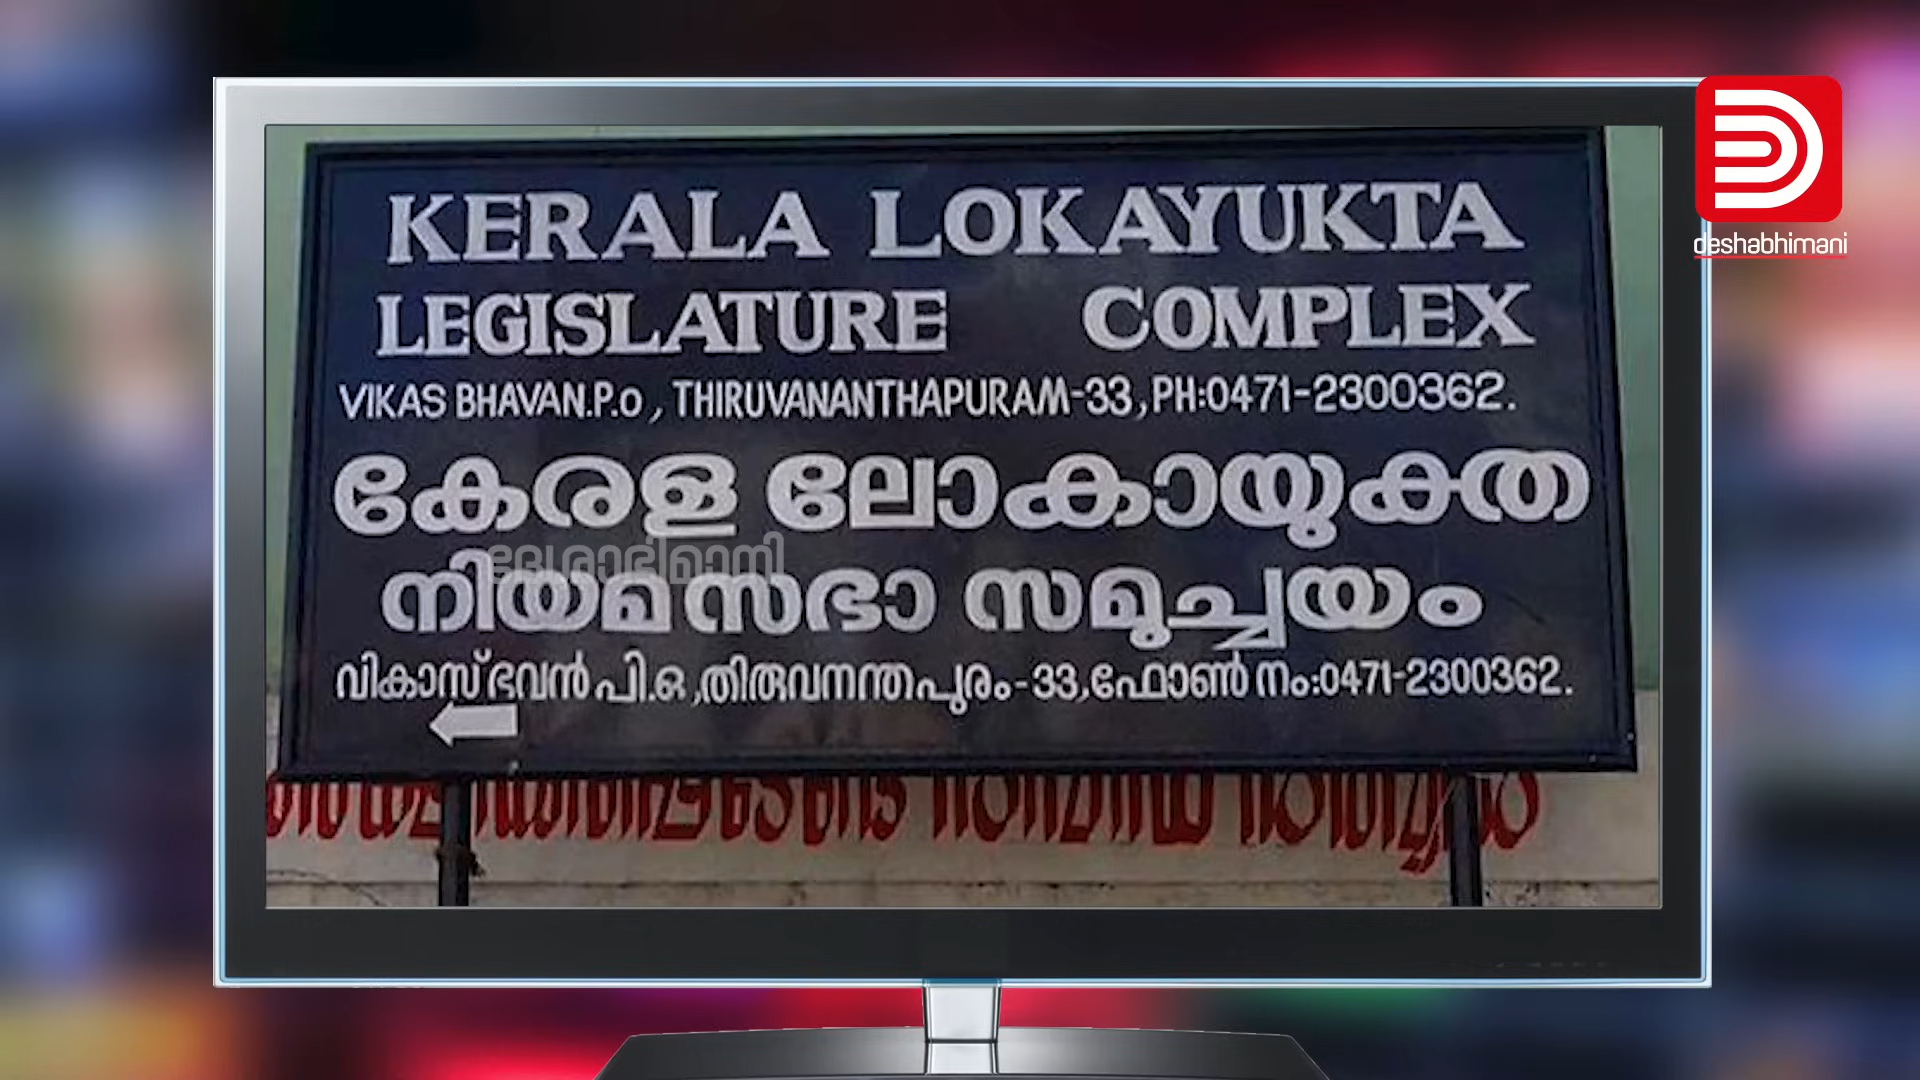 KERALA LOKAYUKTA
LEGISLATURE COMPLEX
VIKAS BHAVAN.P.O, THIRUVANANTHAPURAM-33, PH:0471-2300362.
കേരള ലോകായുക്ത
നിയമസഭാ സമുച്ചയം
വികാസ് ഭവൻ പി.ഒ, തിരുവനന്തപുരം-33, ഫോൺ നം:0471-2300362.
ദേശാഭിമാനി
deshabhimani